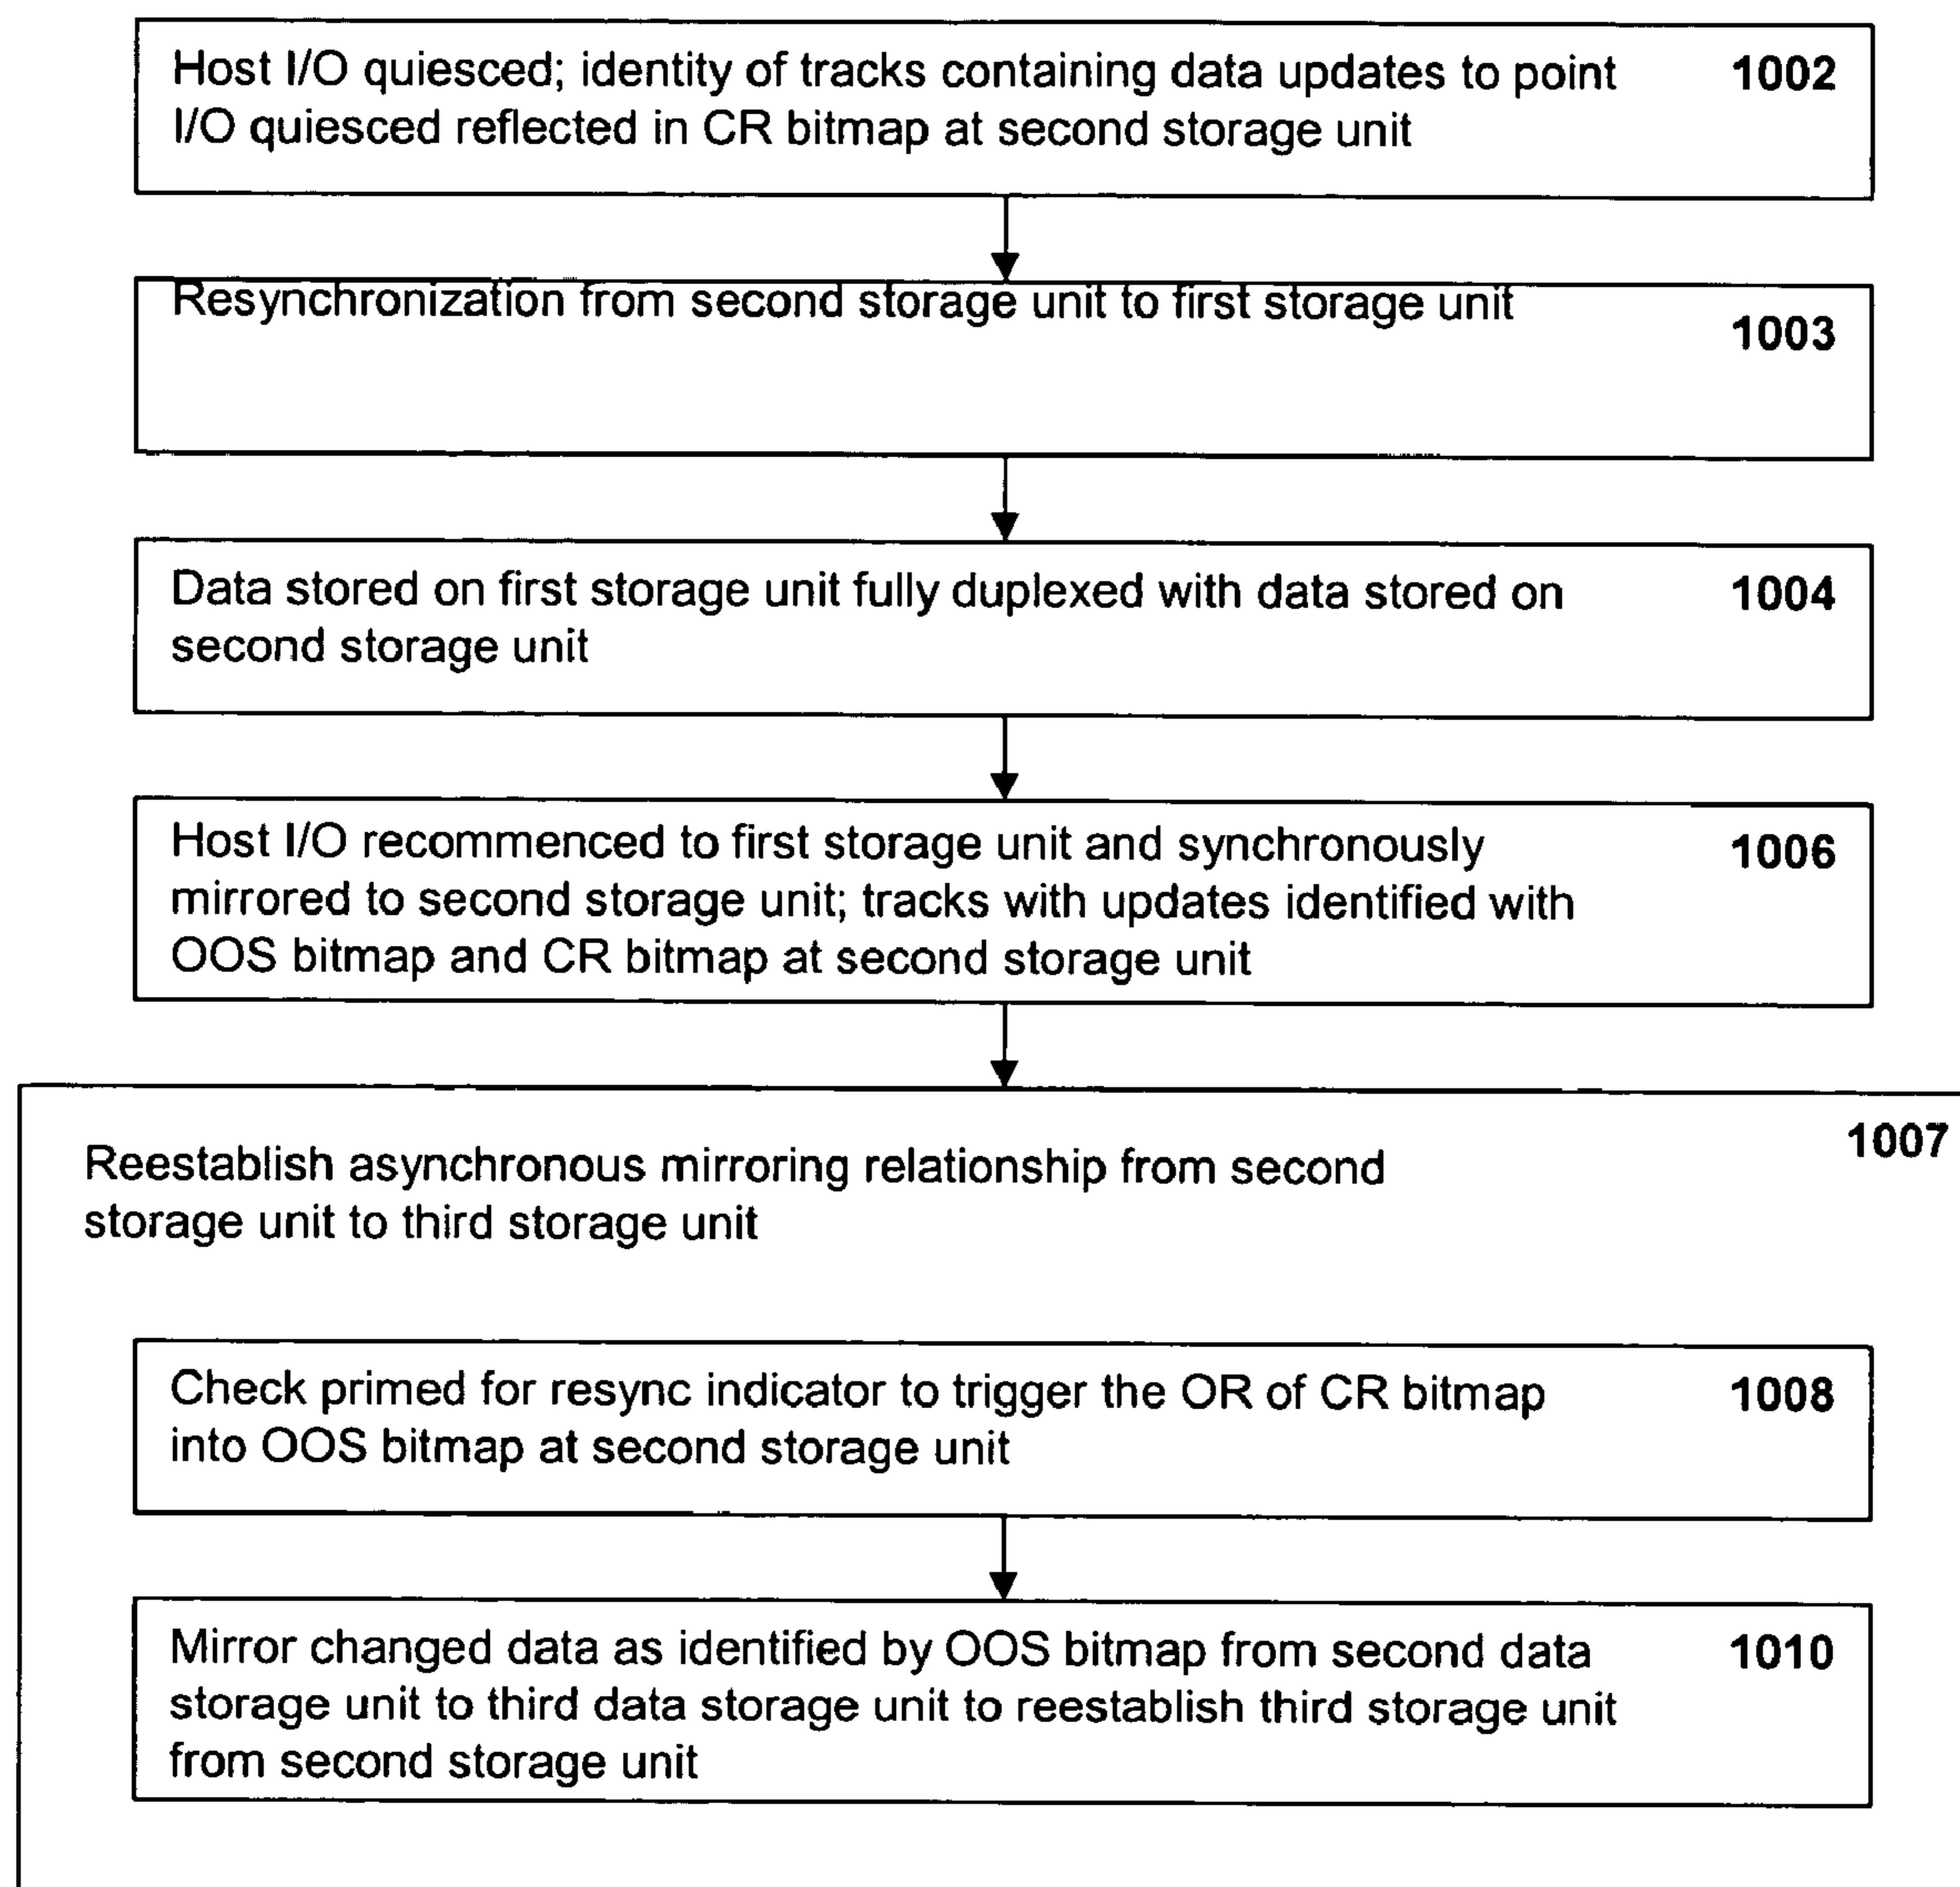 Host I/O quiesced; identity of tracks containing data updates to point 1002
I/O quiesced reflected in CR bitmap at second storage unit
Resynchronization from second storage unit to first storage unit
1003
Data stored on first storage unit fully duplexed with data stored on 1004
second storage unit
Host I/O recommenced to first storage unit and synchronously 1006
mirrored to second storage unit; tracks with updates identified with
OOS bitmap and CR bitmap at second storage unit
1007
Reestablish asynchronous mirroring relationship from second
storage unit to third storage unit
Check primed for resync indicator to trigger the OR of CR bitmap 1008
into OOS bitmap at second storage unit
Mirror changed data as identified by OOS bitmap from second data 1010
storage unit to third data storage unit to reestablish third storage unit
from second storage unit